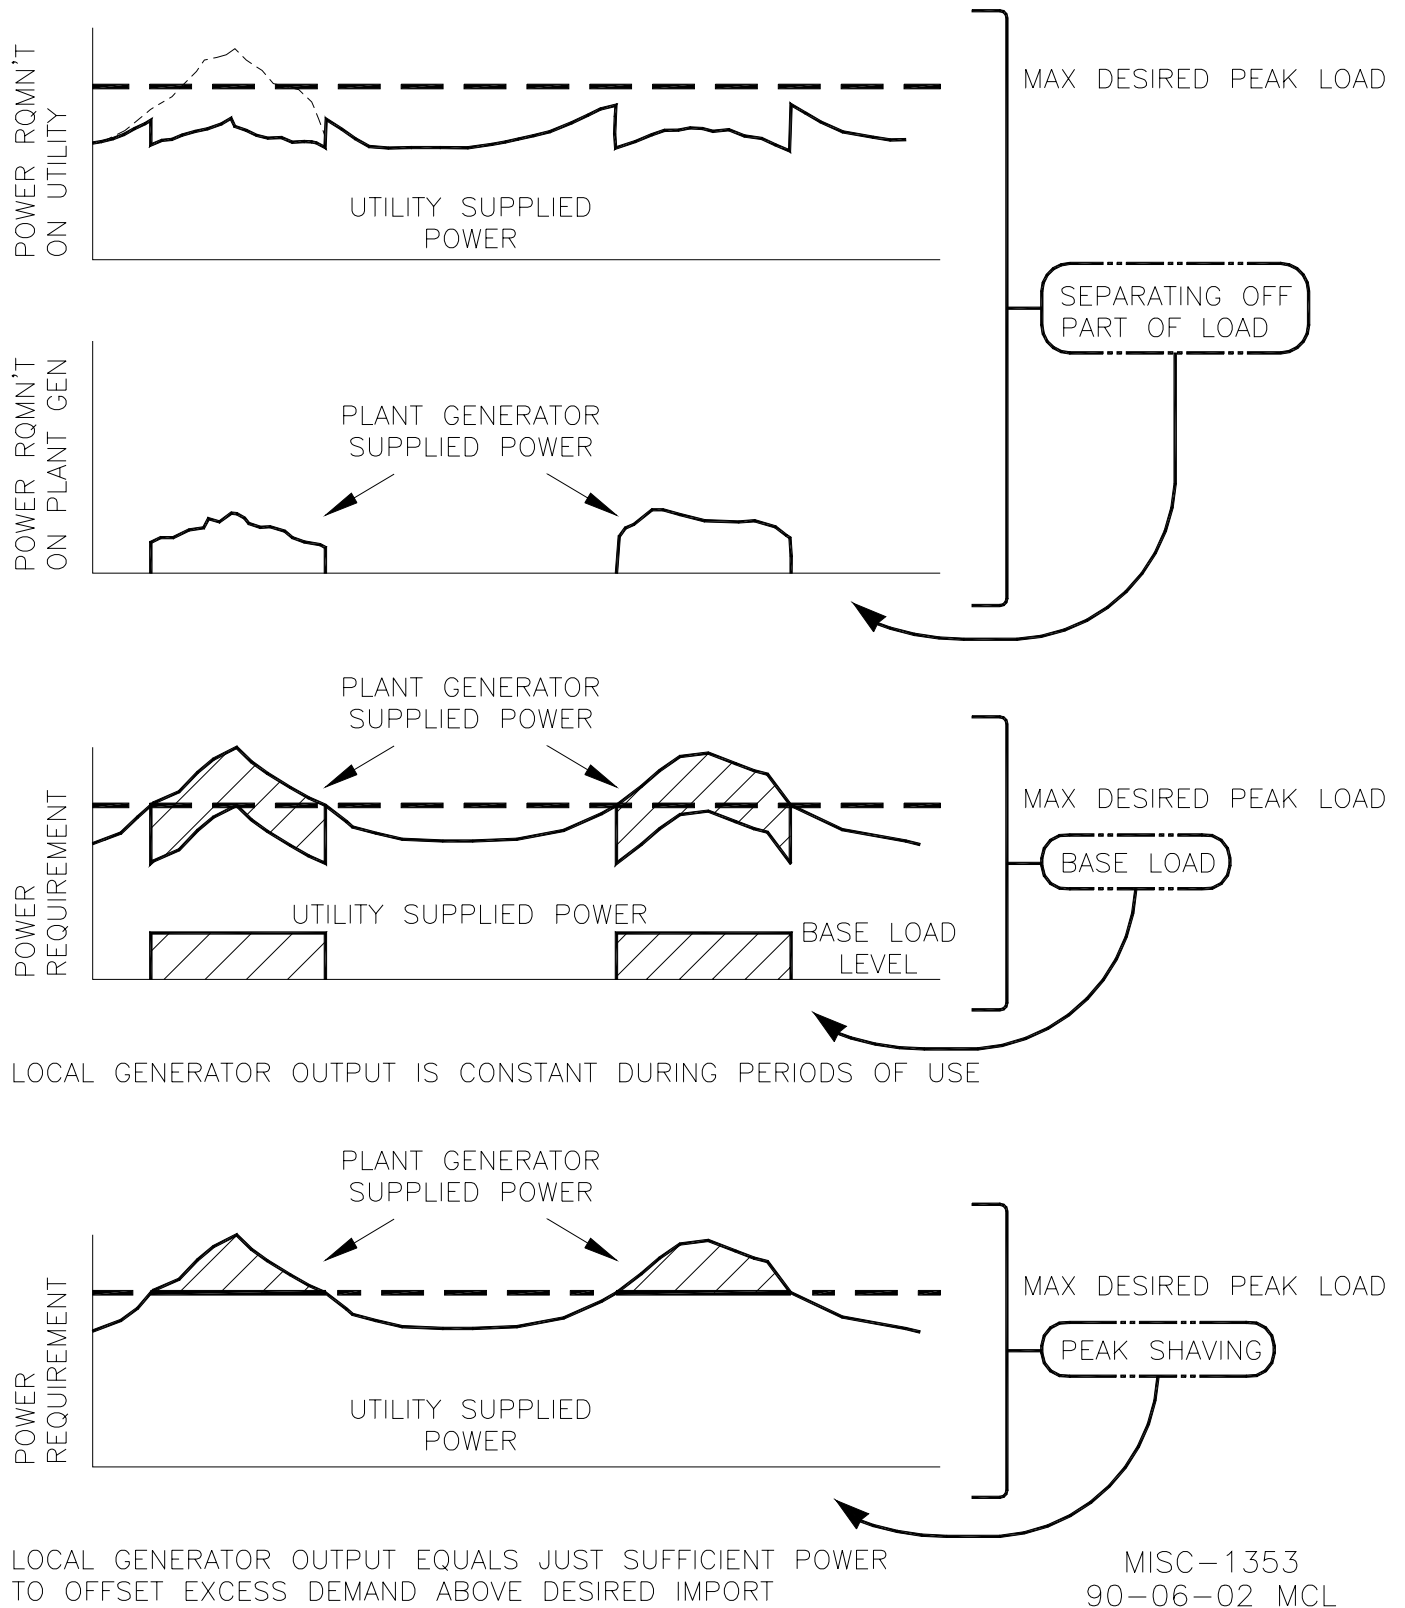 POWER RQMN'T
ON UTILITY
MAX DESIRED PEAK LOAD
UTILITY SUPPLIED
POWER
SEPARATING OFF
PART OF LOAD
POWER RQMN'T
ON PLANT GEN
PLANT GENERATOR
SUPPLIED POWER
PLANT GENERATOR
SUPPLIED POWER
POWER
REQUIREMENT
MAX DESIRED PEAK LOAD
BASE LOAD
UTILITY SUPPLIED POWER
BASE LOAD
LEVEL
LOCAL GENERATOR OUTPUT IS CONSTANT DURING PERIODS OF USE
PLANT GENERATOR
SUPPLIED POWER
POWER
REQUIREMENT
MAX DESIRED PEAK LOAD
PEAK SHAVING
UTILITY SUPPLIED
POWER
LOCAL GENERATOR OUTPUT EQUALS JUST SUFFICIENT POWER
TO OFFSET EXCESS DEMAND ABOVE DESIRED IMPORT
MISC-1353
90-06-02 MCL